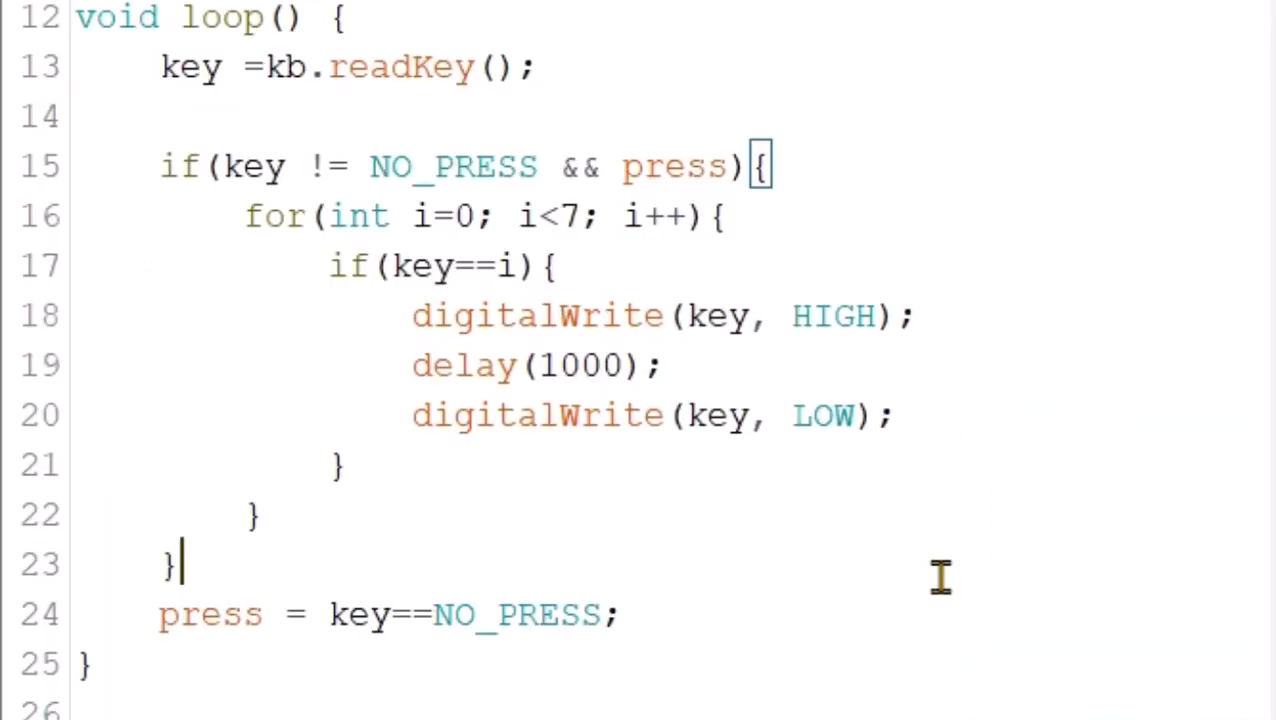 12 void loop() {
13     key =kb.readKey();
14
15     if(key != NO_PRESS && press){
16         for(int i=0; i<7; i++){
17             if(key==i){
18                 digitalWrite(key, HIGH);
19                 delay(1000);
20                 digitalWrite(key, LOW);
21             }
22         }
23     }
24     press = key==NO_PRESS;
25 }
26